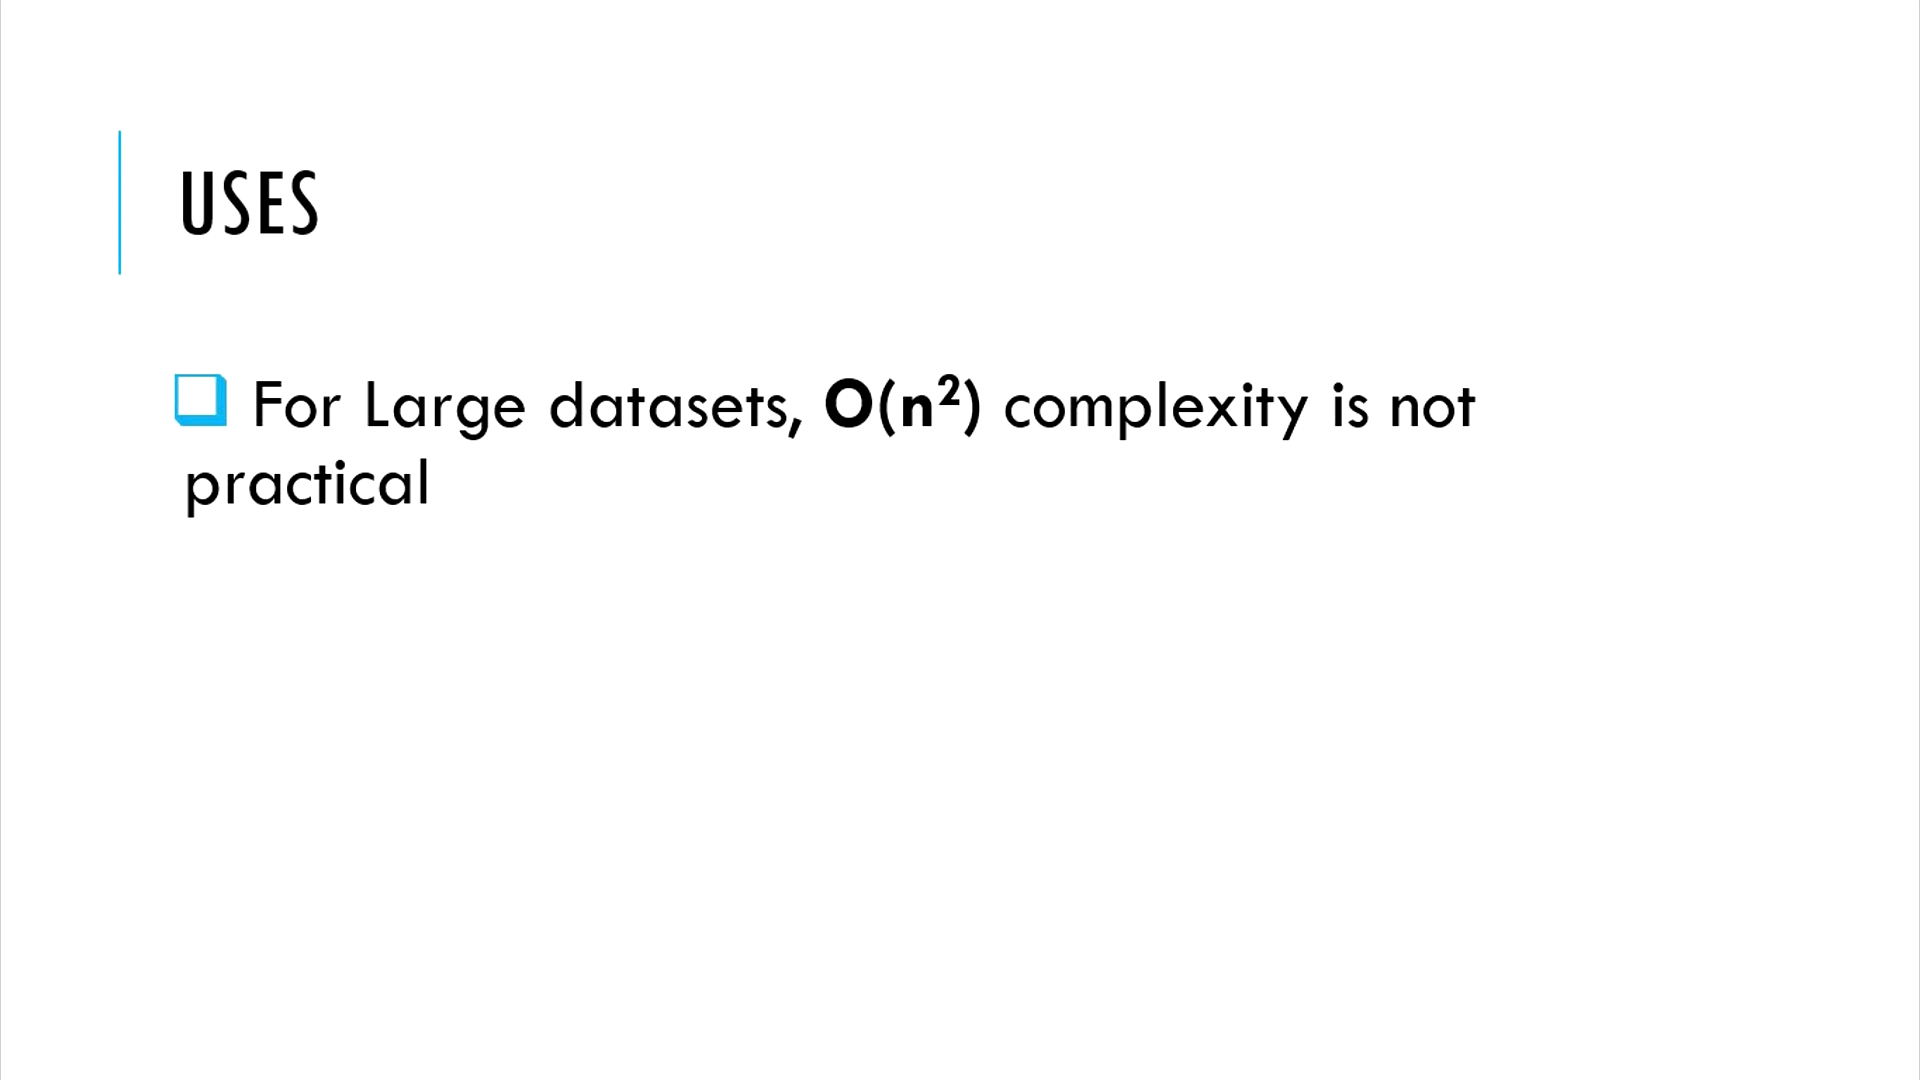 USES
❑ For Large datasets, O(n²) complexity is not
practical